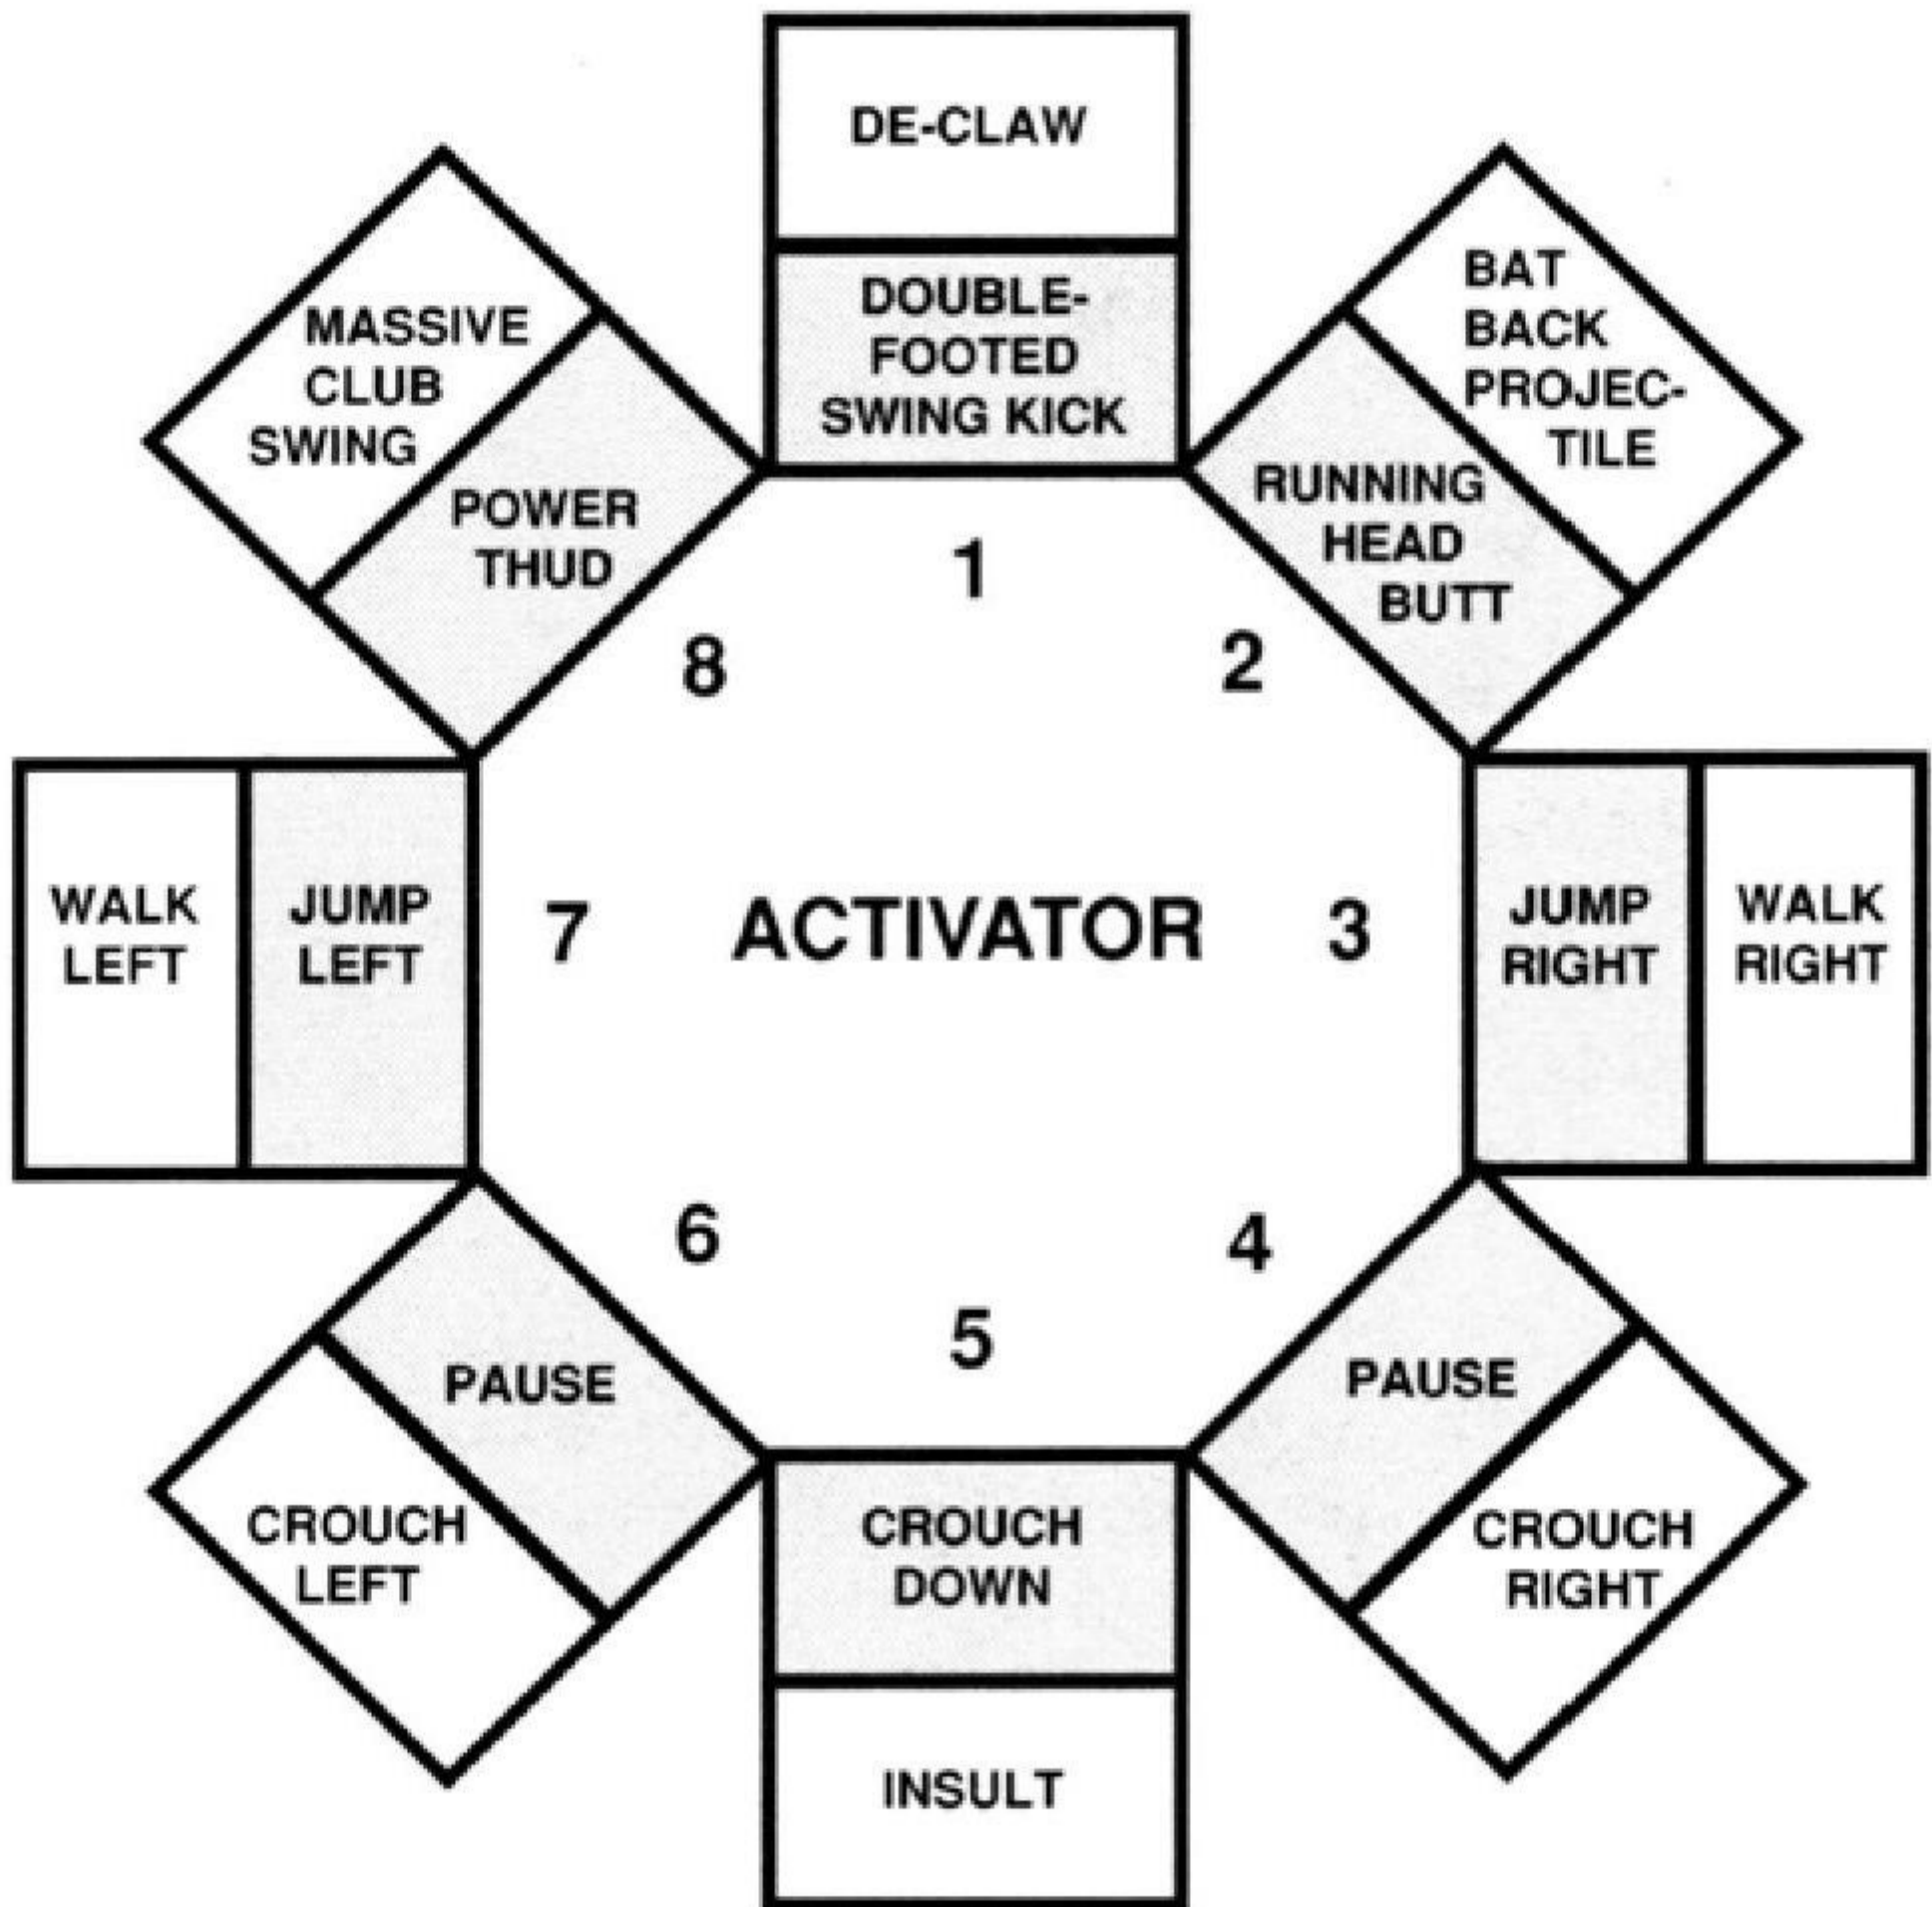 DE-CLAW
DOUBLE-
FOOTED
SWING KICK
BAT
BACK
PROJEC-
TILE
RUNNING
HEAD
BUTT
MASSIVE
CLUB
SWING
POWER
THUD
1
8
2
WALK
LEFT
JUMP
LEFT
7
ACTIVATOR
3
JUMP
RIGHT
WALK
RIGHT
6
4
5
PAUSE
CROUCH
LEFT
CROUCH
DOWN
INSULT
PAUSE
CROUCH
RIGHT